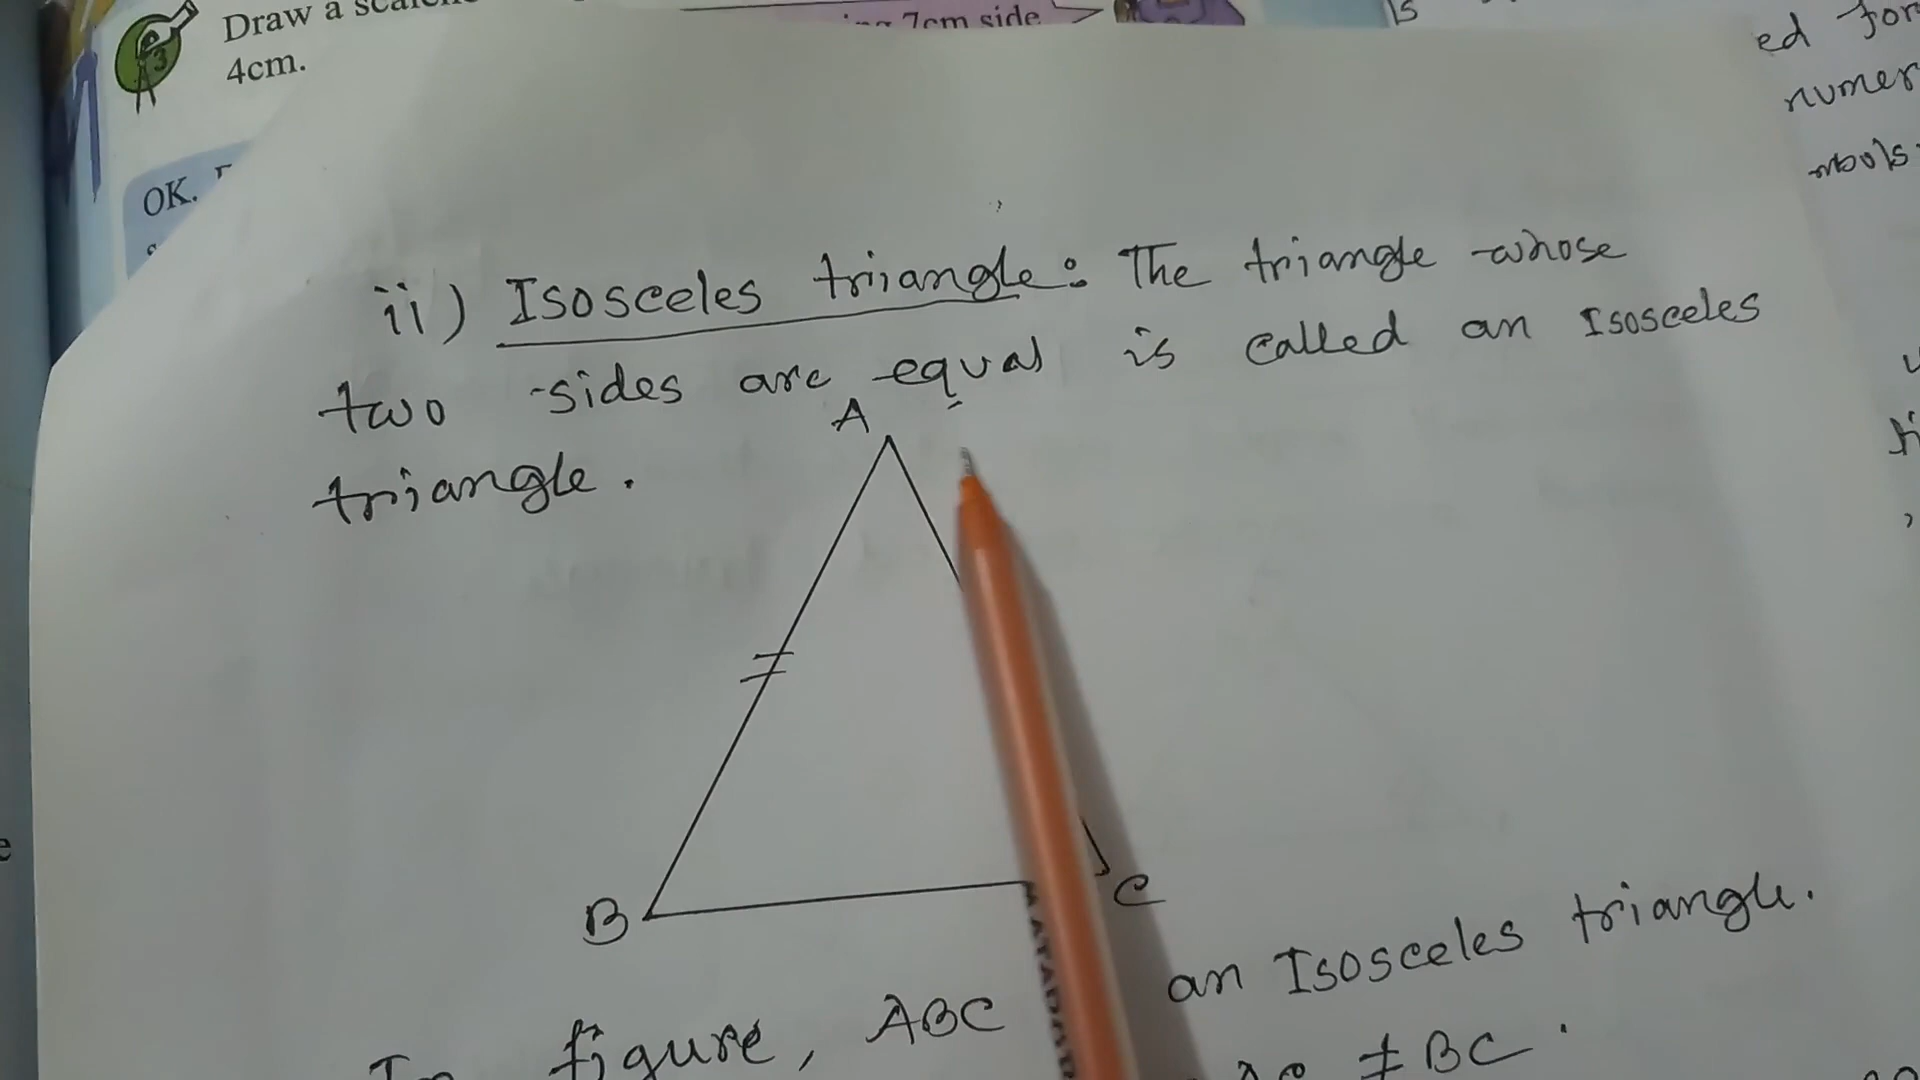 Draw a
7cm side
4cm.
OK.
ed for
numer
ii) Isosceles triangle: The triangle whose
two sides are equal is called an Isosceles
triangle.
A
B
C
figure, ABC an Isosceles triangle.
≠ BC.
MATADOR